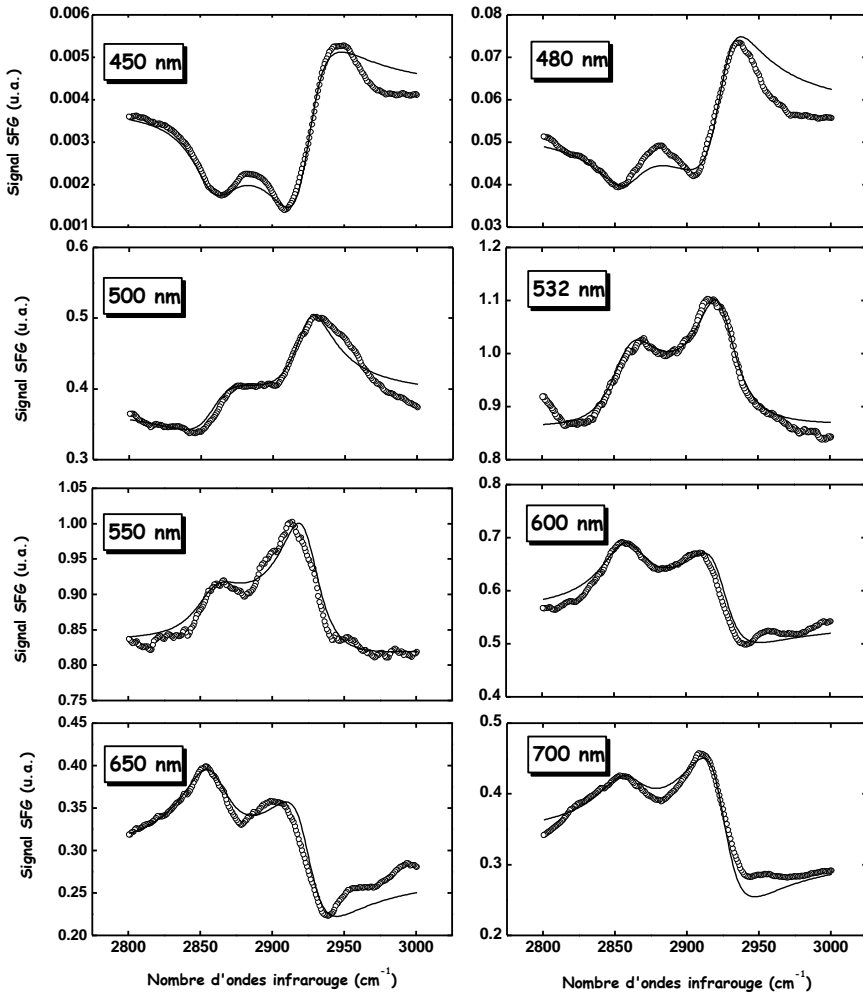 0.006
0.005
0.004
0.003
0.002
0.001
450 nm
Signal SFG (u. a.)
0.08
0.07
0.06
0.05
0.04
0.03
480 nm
Signal SFG (u. a.)
0.6
0.5
0.4
0.3
500 nm
Signal SFG (u. a.)
1.2
1.1
1.0
0.9
0.8
532 nm
1.05
1.00
0.95
0.90
0.85
0.80
0.75
550 nm
Signal SFG (u. a.)
0.7
0.6
0.5
0.4
600 nm
0.45
0.40
0.35
0.30
0.25
0.20
650 nm
Signal SFG (u. a.)
2800 2850 2900 2950 3000
Nombre d'ondes infrarouge (cm⁻¹)
0.5
0.4
0.3
0.2
700 nm
2800 2850 2900 2950 3000
Nombre d'ondes infrarouge (cm⁻¹)